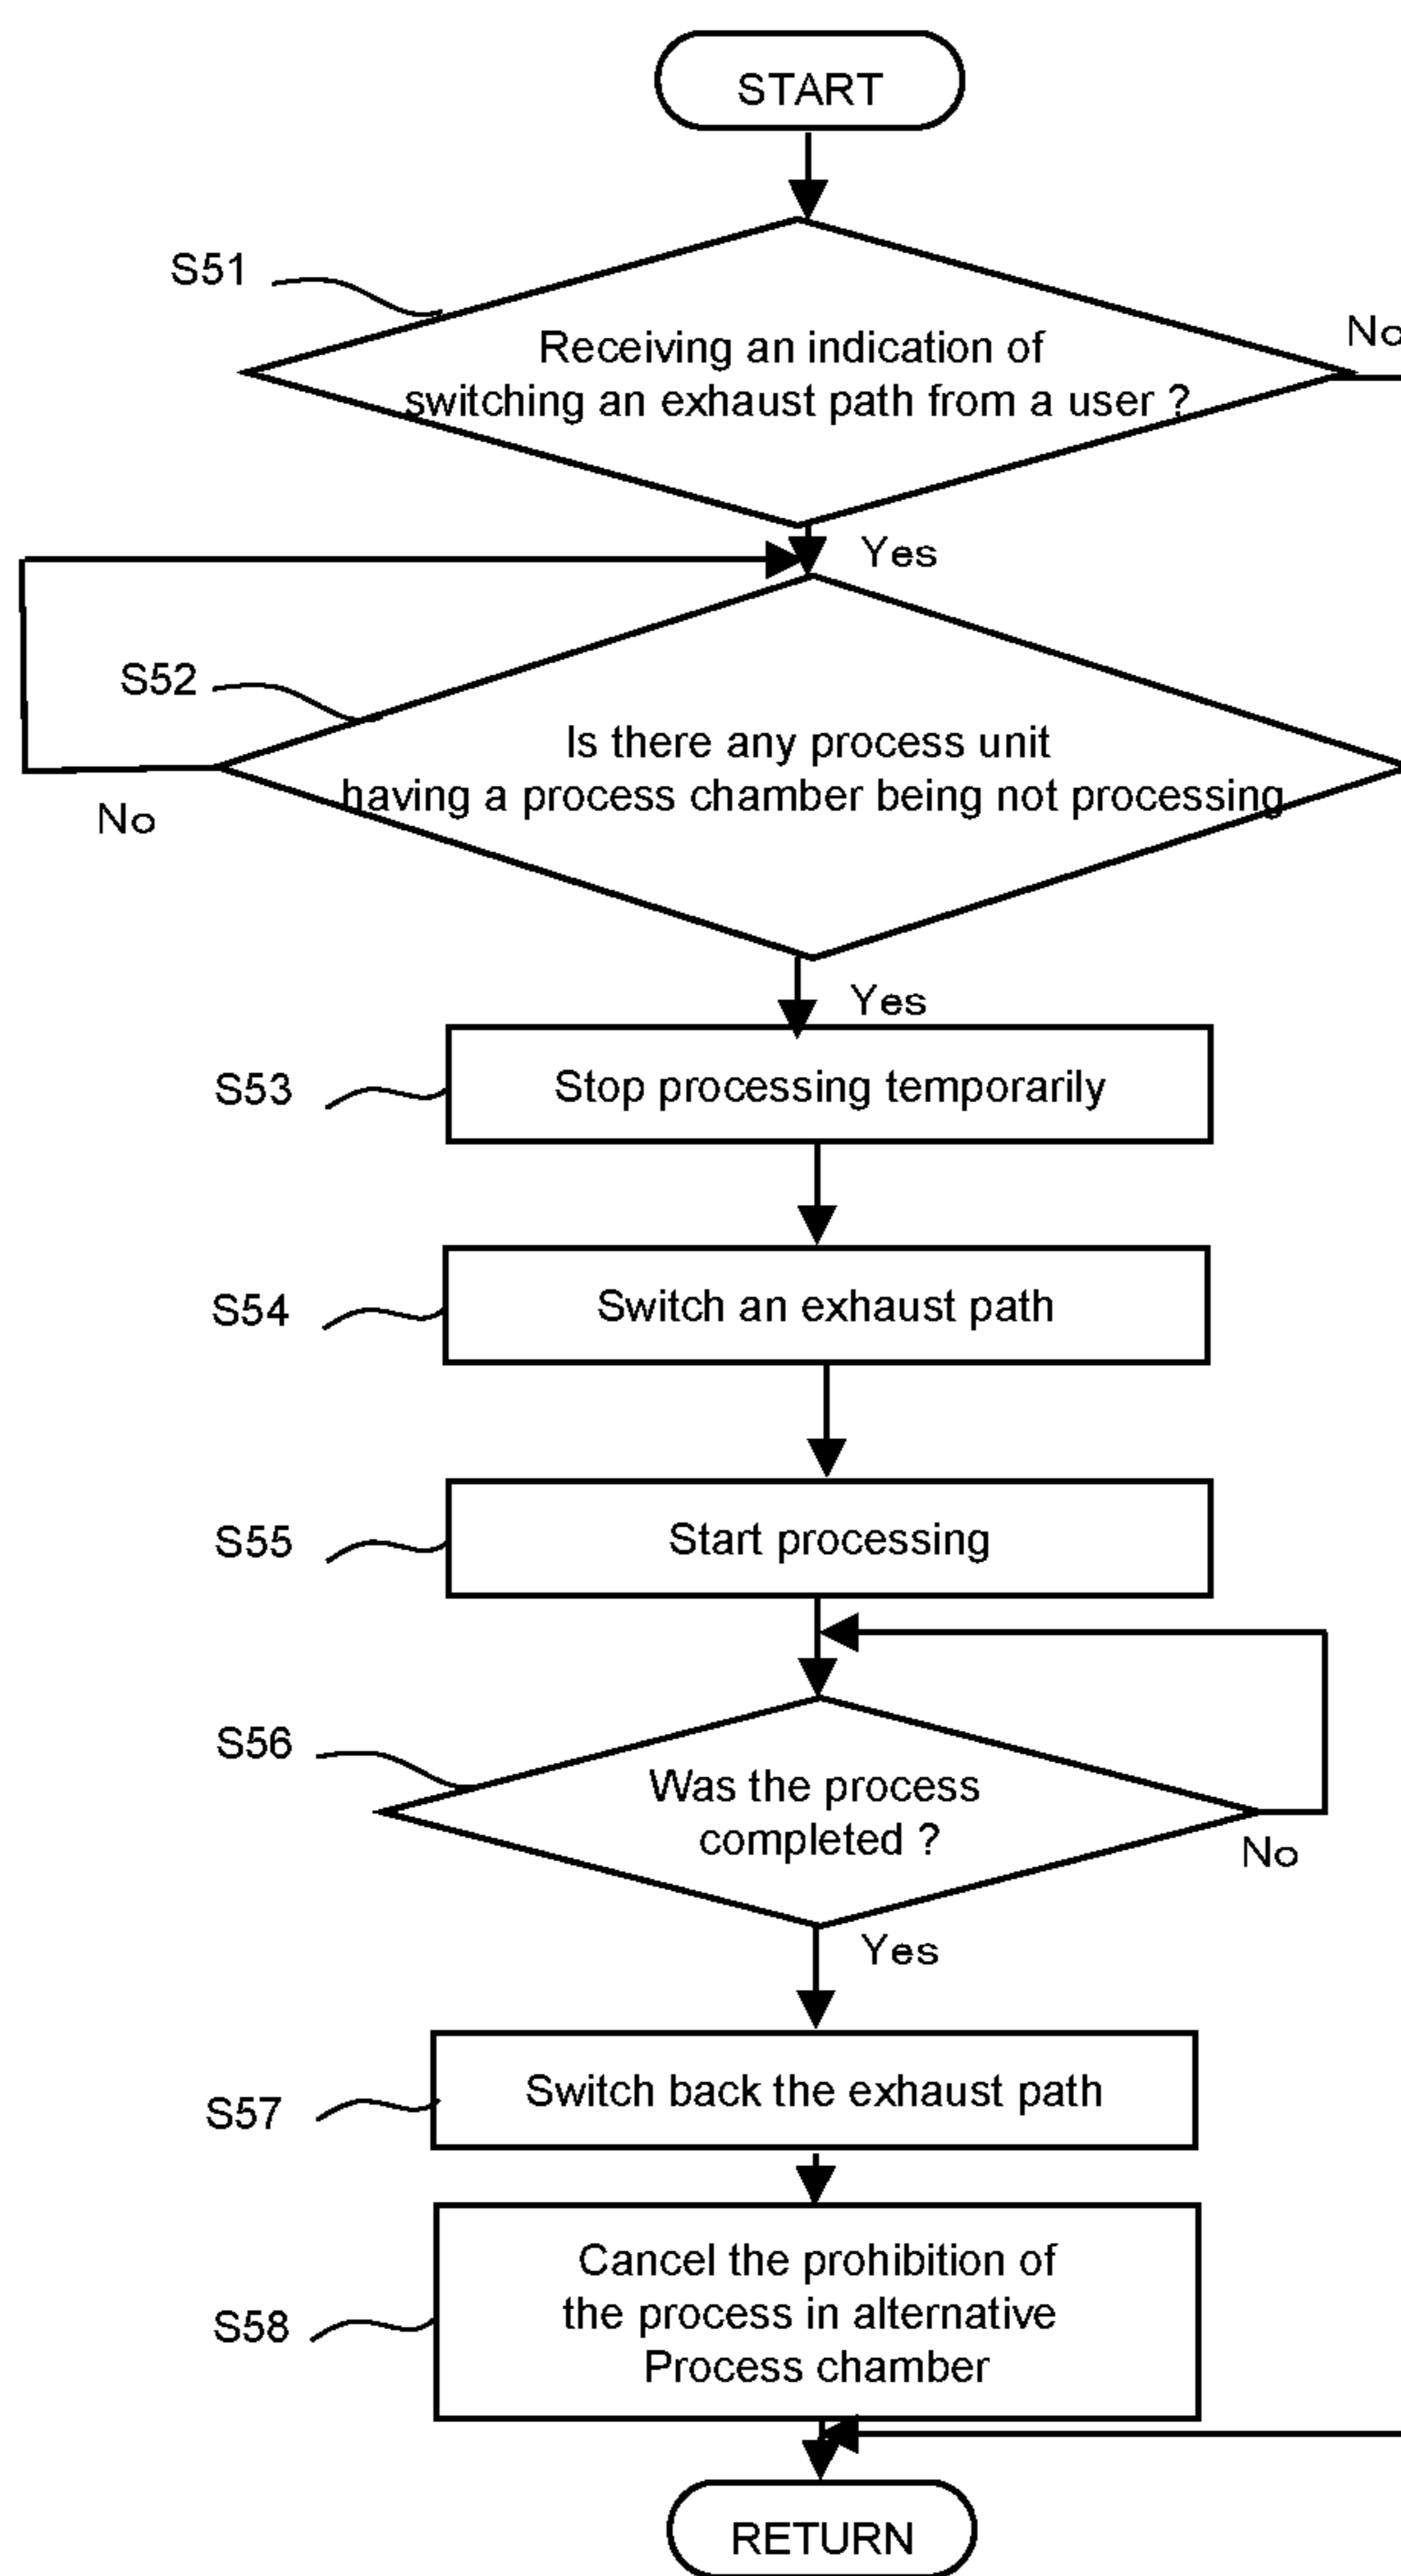 START
S51
Receiving an indication of
switching an exhaust path from a user ?
No
Yes
S52
Is there any process unit
having a process chamber being not processing
No
Yes
S53
Stop processing temporarily
S54
Switch an exhaust path
S55
Start processing
S56
Was the process
completed ?
No
Yes
S57
Switch back the exhaust path
S58
Cancel the prohibition of
the process in alternative
Process chamber
RETURN